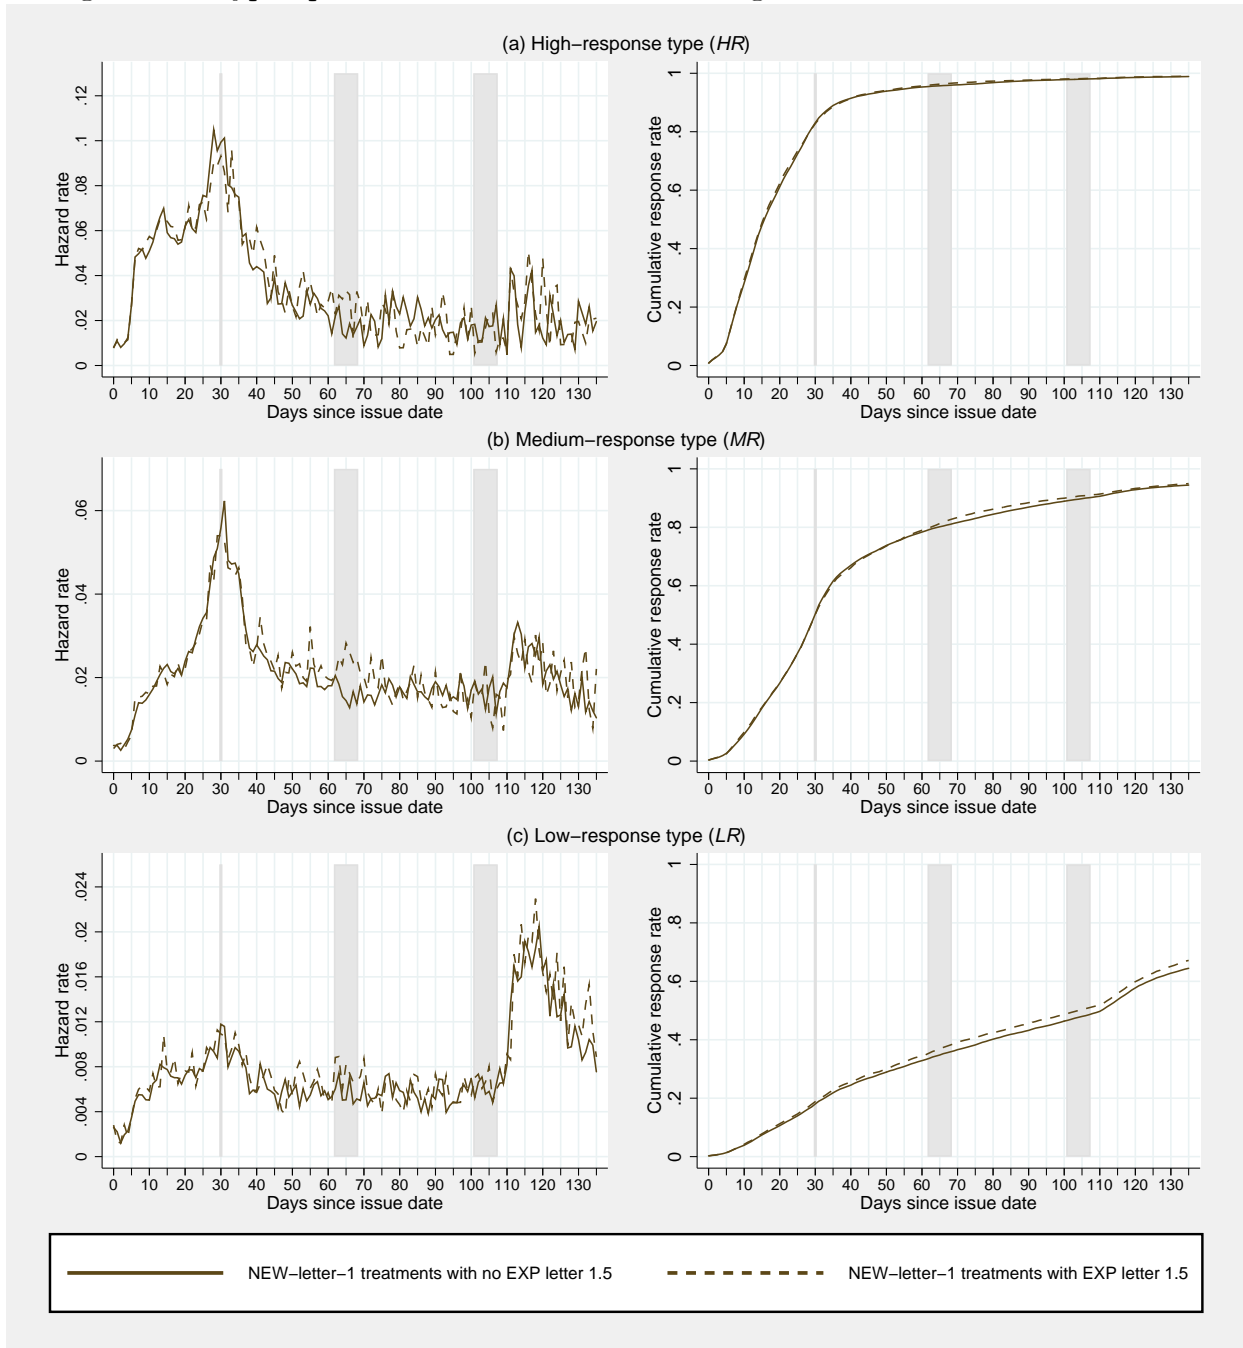 (a) High−response type (HR)
Hazard rate
0 .02 .04 .06 .08 .1 .12
0 10 20 30 40 50 60 70 80 90 100 110 120 130
Days since issue date
Cumulative response rate
0 .2 .4 .6 .8 1
0 10 20 30 40 50 60 70 80 90 100 110 120 130
Days since issue date
(b) Medium−response type (MR)
Hazard rate
0 .02 .04 .06
0 10 20 30 40 50 60 70 80 90 100 110 120 130
Days since issue date
Cumulative response rate
0 .2 .4 .6 .8 1
0 10 20 30 40 50 60 70 80 90 100 110 120 130
Days since issue date
(c) Low−response type (LR)
Hazard rate
0 .004 .008 .012 .016 .02 .024
0 10 20 30 40 50 60 70 80 90 100 110 120 130
Days since issue date
Cumulative response rate
0 .2 .4 .6 .8 1
0 10 20 30 40 50 60 70 80 90 100 110 120 130
Days since issue date
NEW−letter−1 treatments with no EXP letter 1.5
NEW−letter−1 treatments with EXP letter 1.5